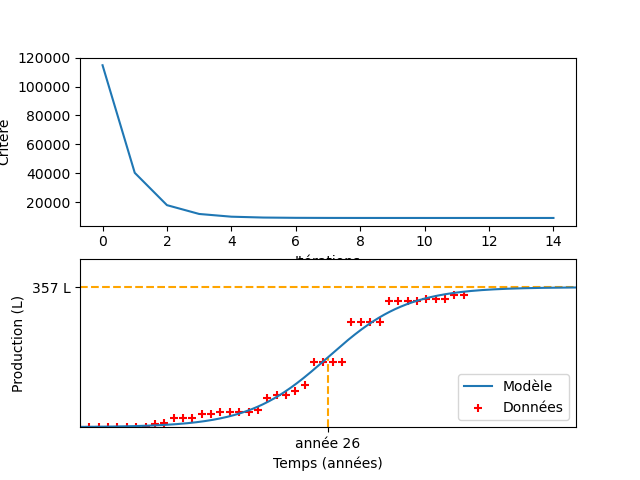 120000
100000
80000
60000
40000
20000
Critère
0 2 4 6 8 10 12 14
Itérations
357 L
Production (L)
Modèle
Données
année 26
Temps (années)